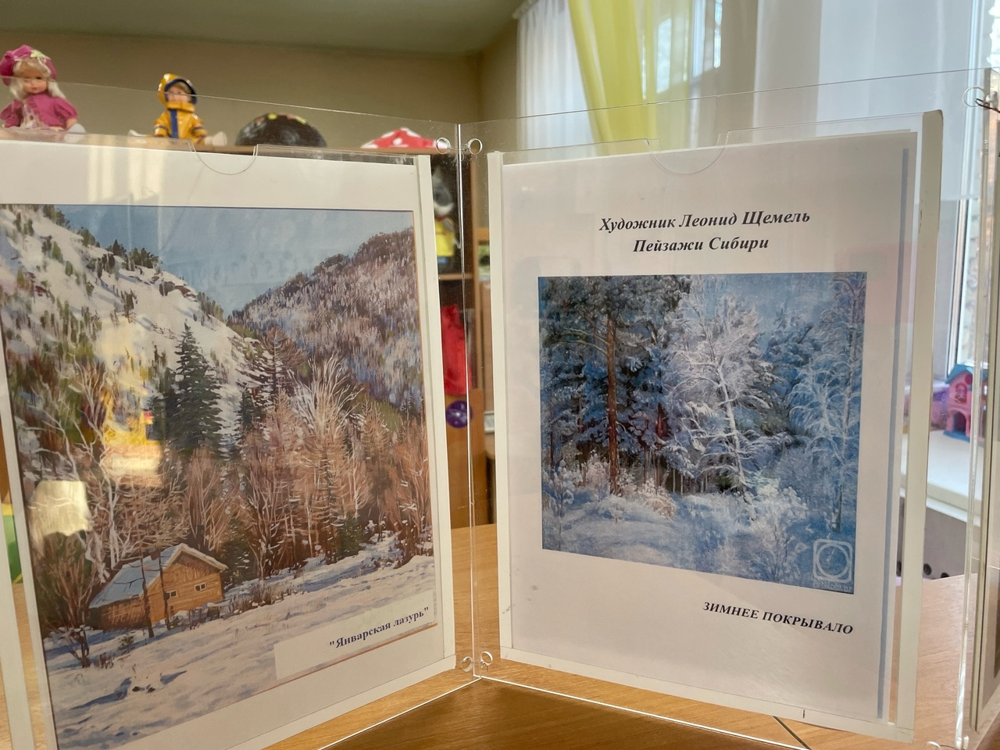 "Январская лазурь"
Художник Леонид Щемель
Пейзажи Сибири
ЗИМНЕЕ ПОКРЫВАЛО